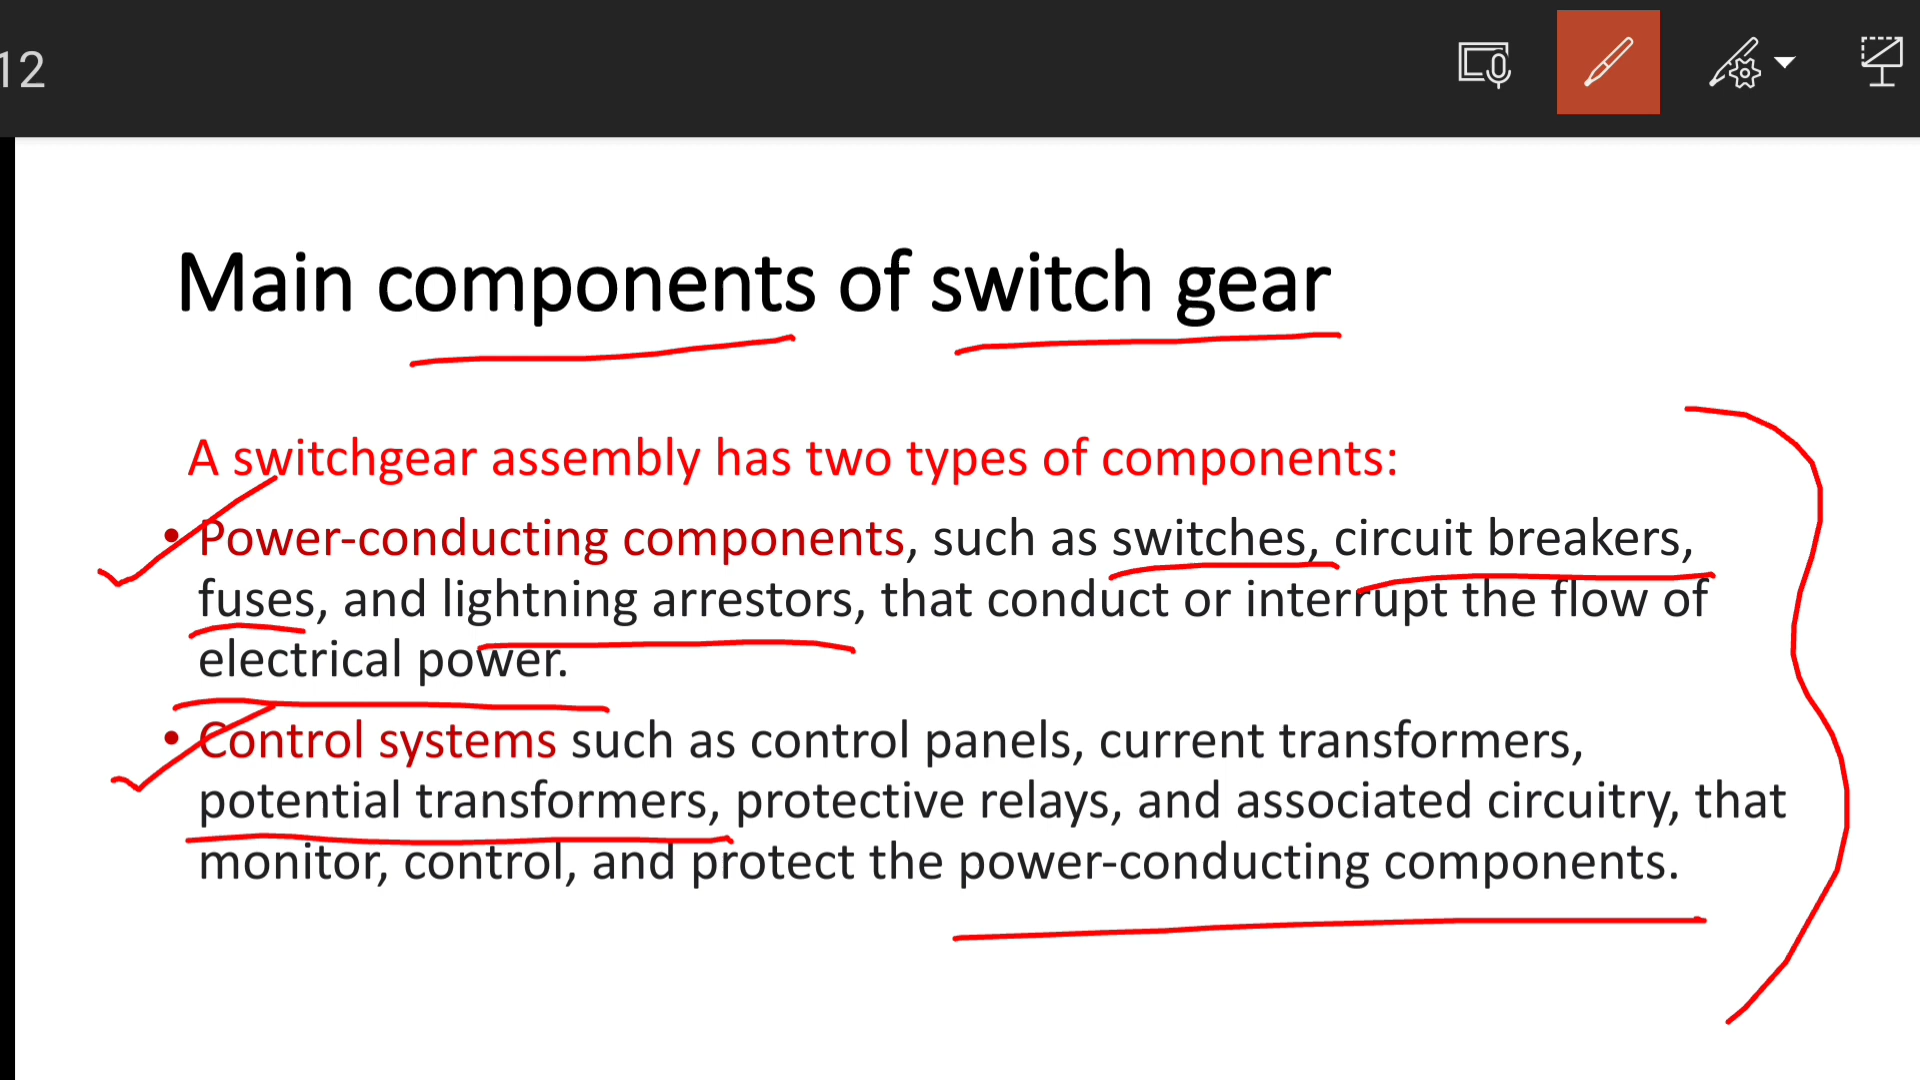 12
Main components of switch gear
A switchgear assembly has two types of components:
• Power-conducting components, such as switches, circuit breakers,
fuses, and lightning arrestors, that conduct or interrupt the flow of
electrical power.
• Control systems such as control panels, current transformers,
potential transformers, protective relays, and associated circuitry, that
monitor, control, and protect the power-conducting components.